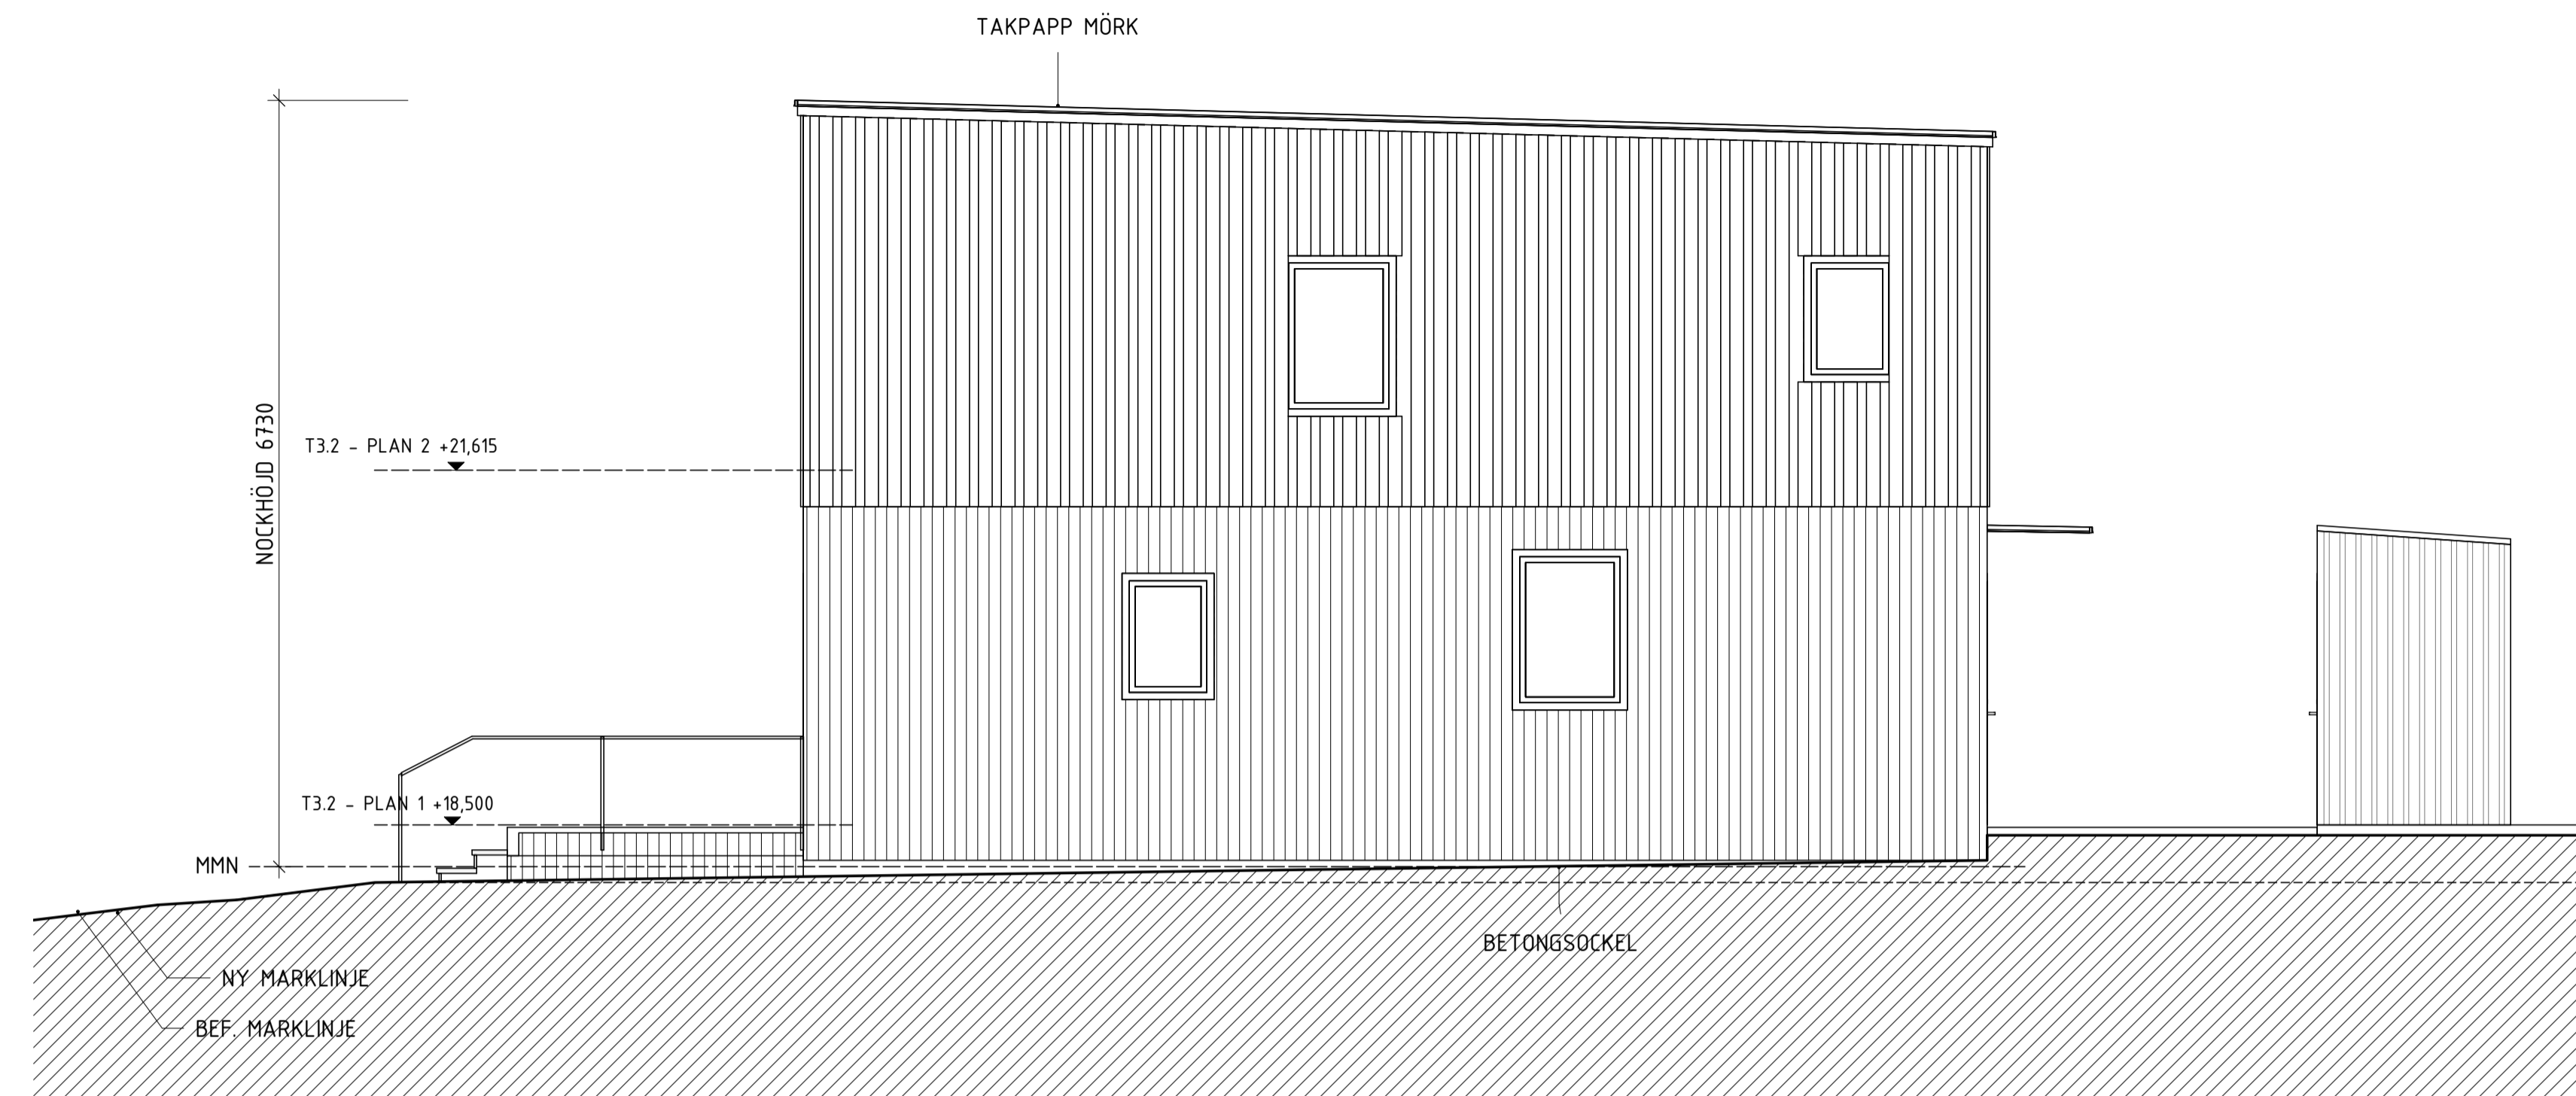 TAKPAPP MÖRK
NOCKHÖJD 6730
T3.2 - PLAN 2 +21,615
T3.2 - PLAN 1 +18,500
MMN
BETONGSOCKEL
NY MARKLINJE
BEF. MARKLINJE